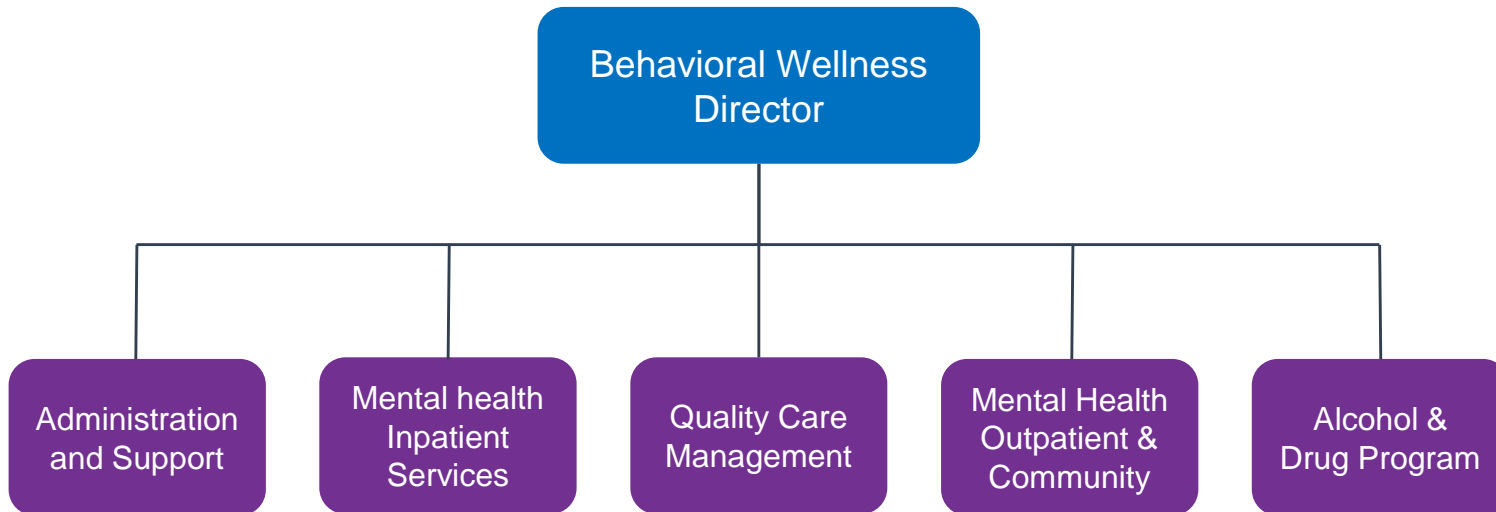 Behavioral Wellness
Director
Administration
and Support
Mental health
Inpatient
Services
Quality Care
Management
Mental Health
Outpatient &
Community
Alcohol &
Drug Program